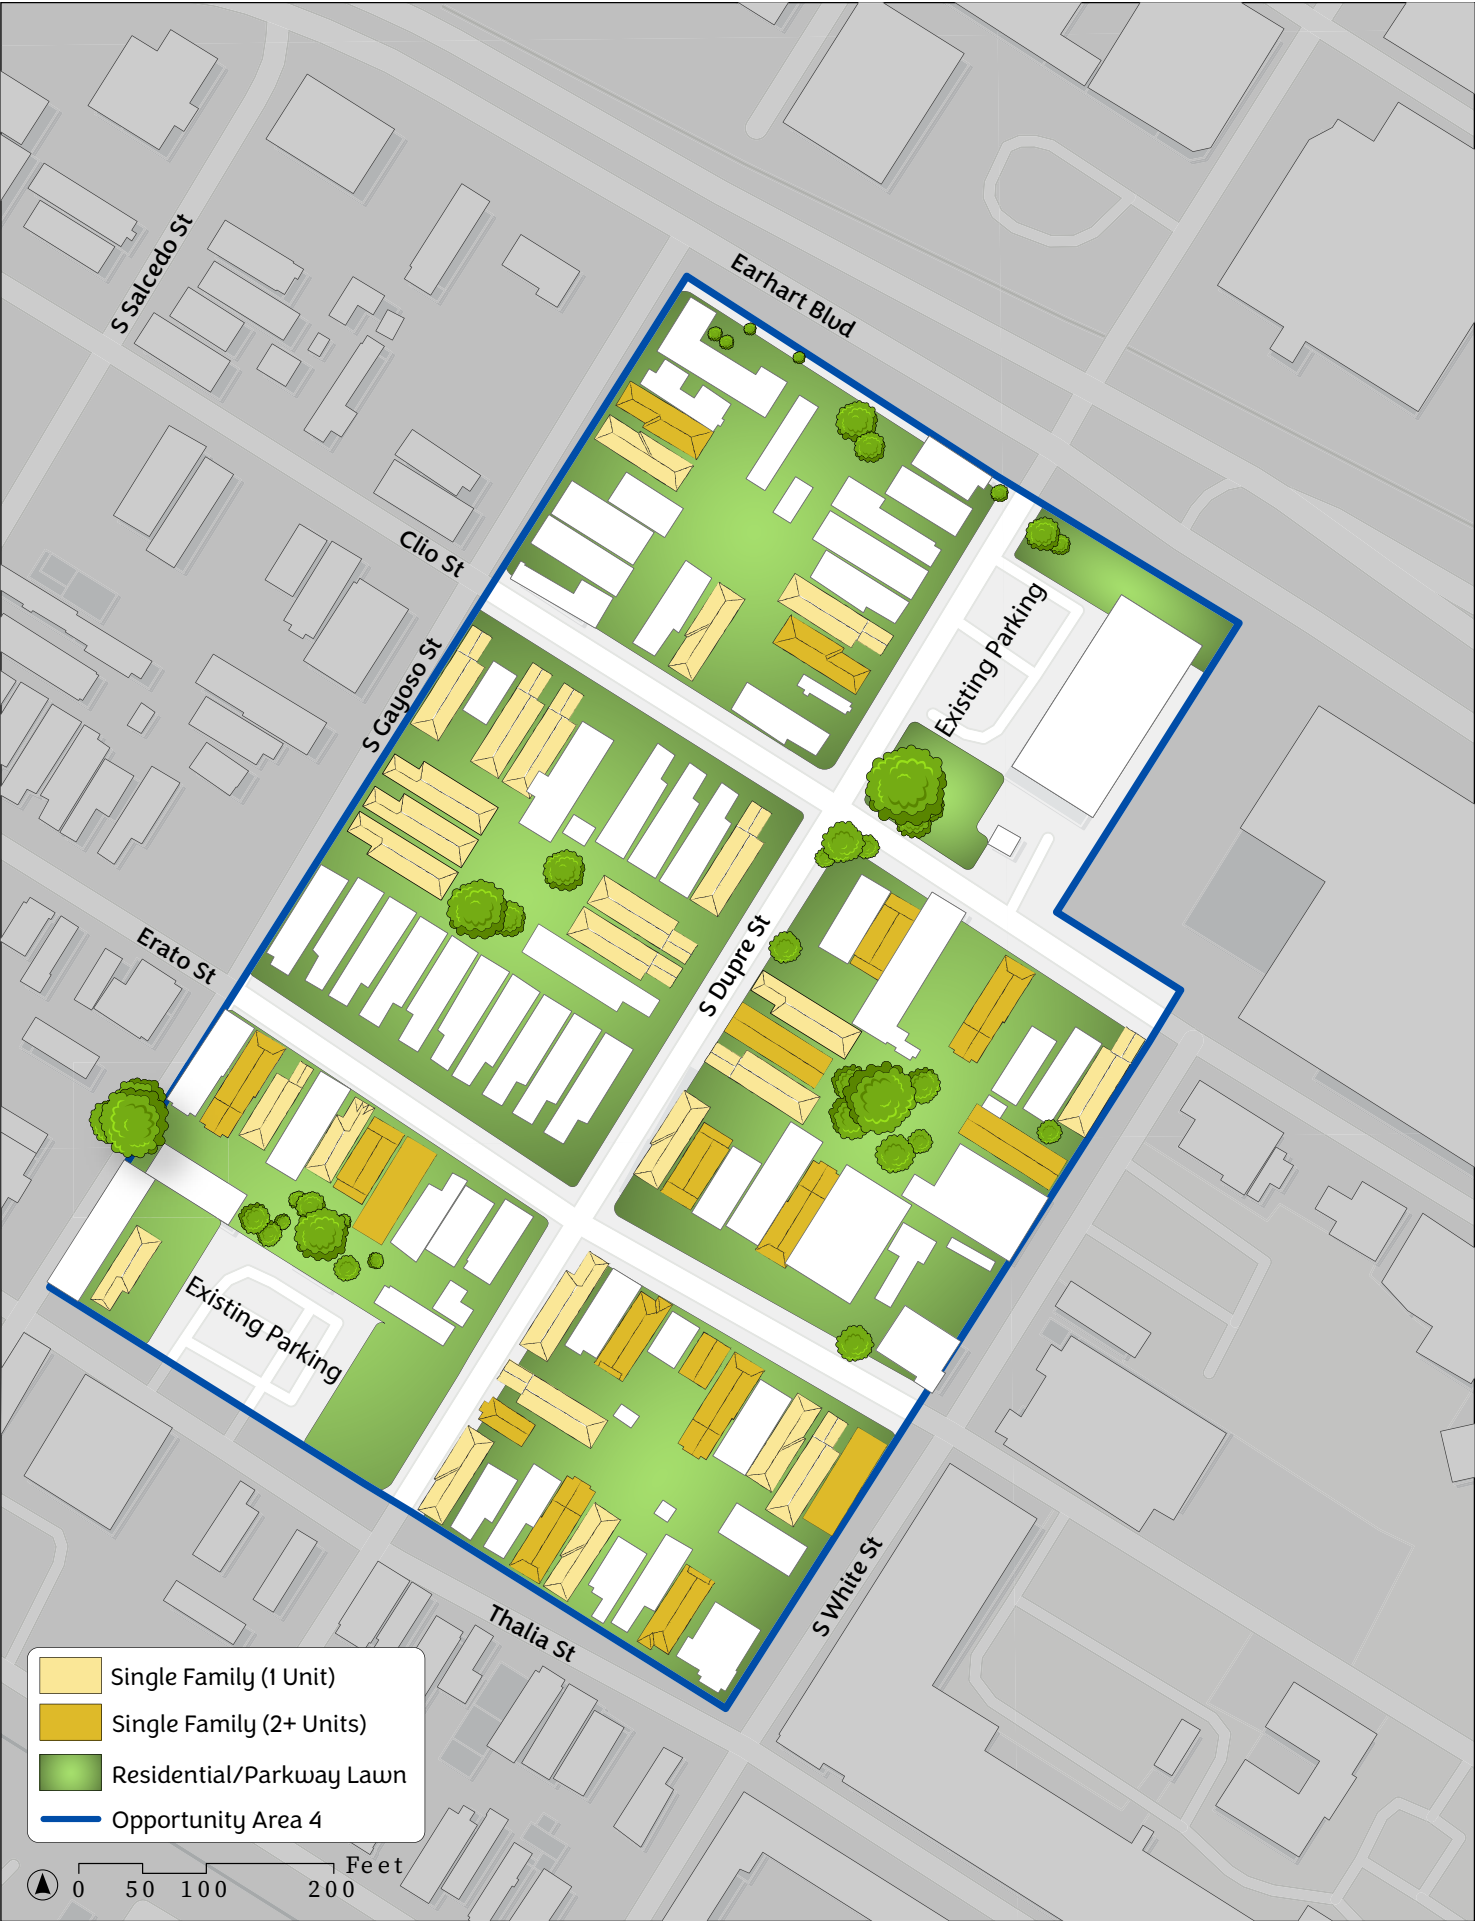 Earhart Blvd
S Salcedo St
Clio St
Existing Parking
S Gayoso St
S Dupre St
Erato St
Existing Parking
S White St
Thalia St
Single Family (1 Unit)
Single Family (2+ Units)
Residential/Parkway Lawn
Opportunity Area 4
Feet
0 50 100 200